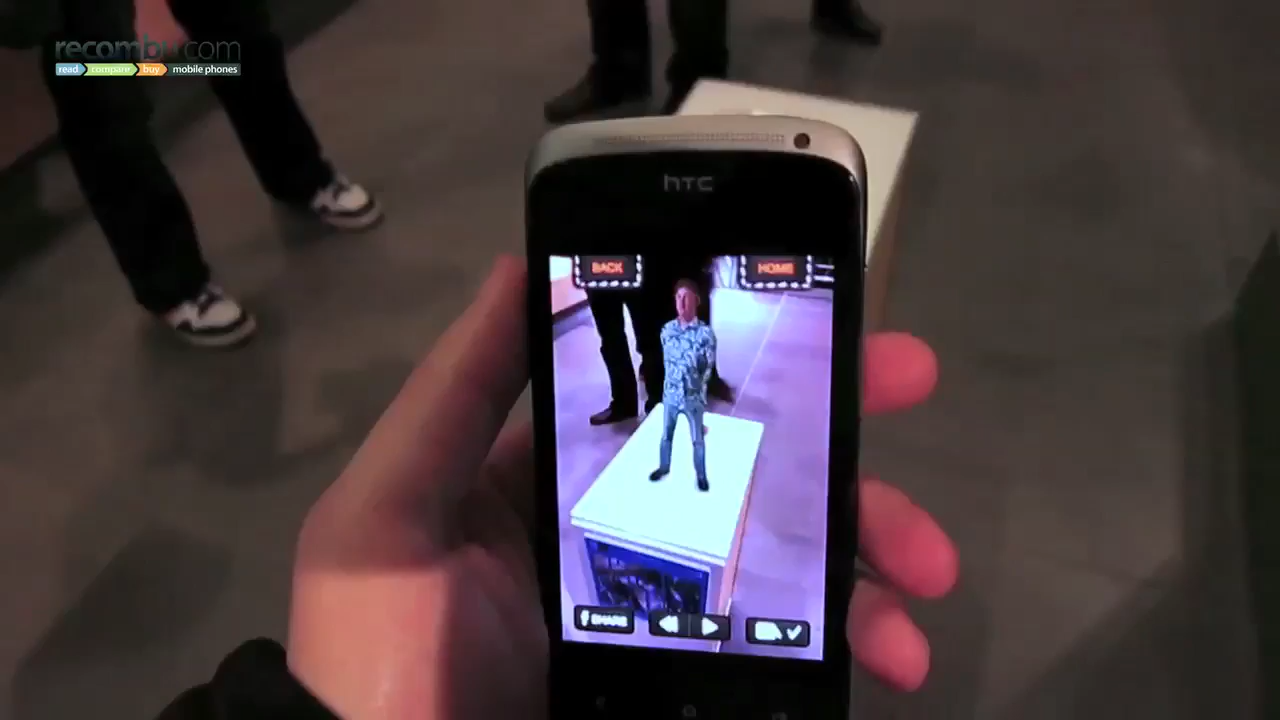 recombu.com
read compare buy mobile phones
hTC
BACK HOME
f SHARE